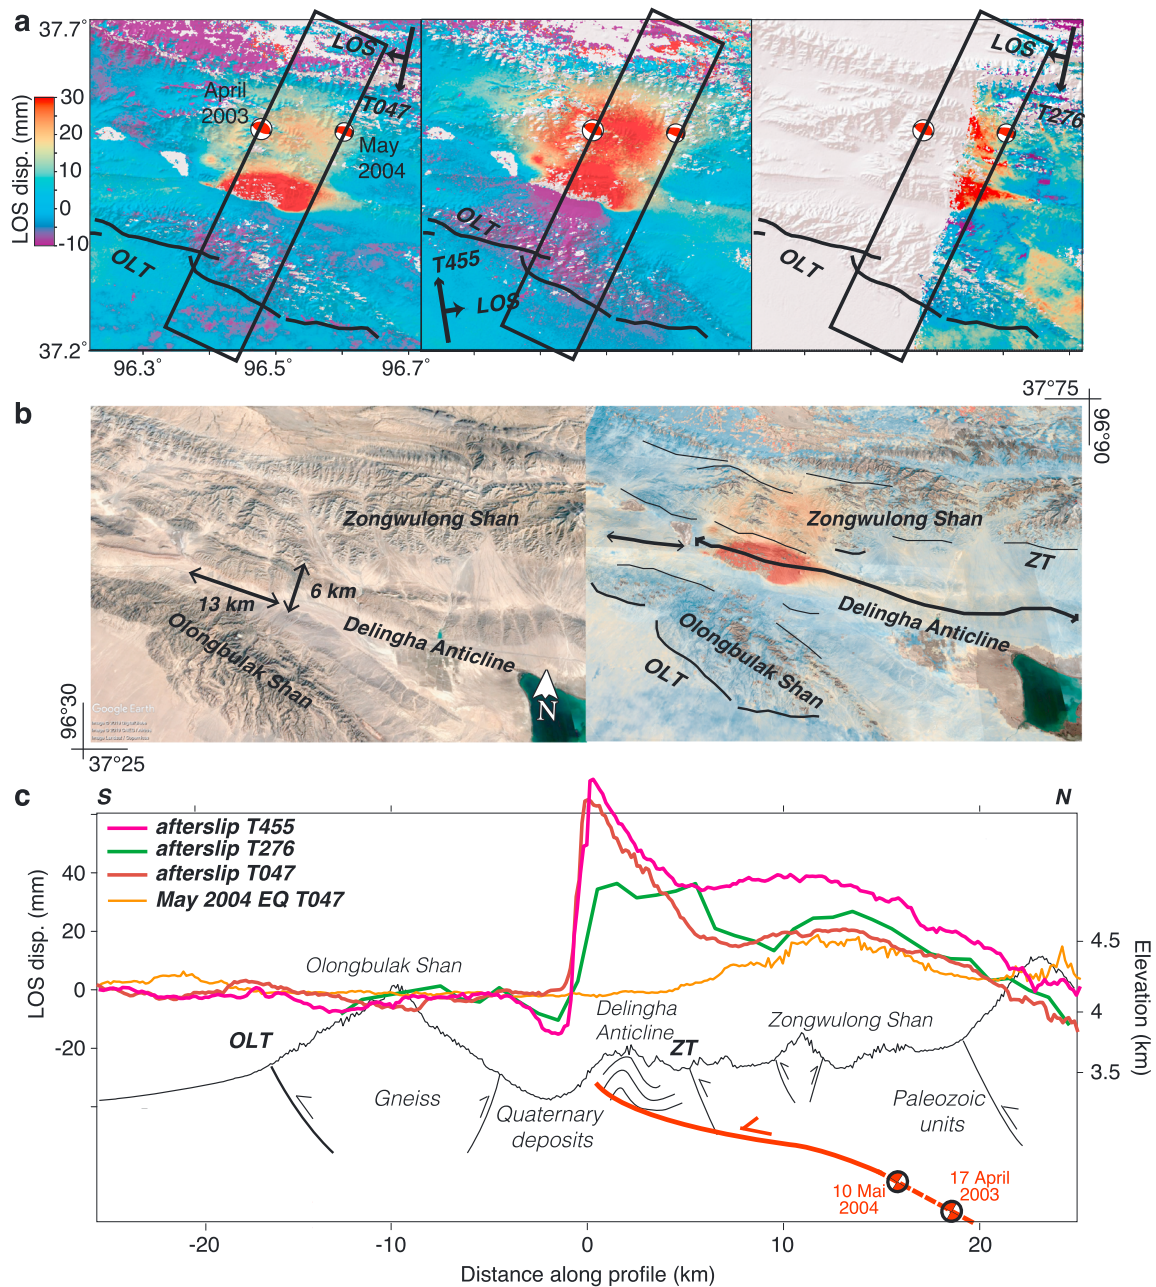 a
37.7°
37.2°
LOS disp. (mm)
30
20
10
0
-10
April
2003
May
2004
LOS
T047
OLT
96.3°
96.5°
96.7°
OLT
T455
LOS
LOS
T276
OLT
37°75
96°90
b
Zongwulong Shan
13 km
6 km
Olongbulak Shan
Delingha Anticline
N
Google Earth
96°30
37°25
Zongwulong Shan
ZT
Delingha Anticline
Olongbulak Shan
OLT
c
S
N
afterslip T455
afterslip T276
afterslip T047
May 2004 EQ T047
LOS disp. (mm)
40
20
0
-20
Elevation (km)
4.5
4
3.5
Olongbulak Shan
OLT
Delingha
Anticline
ZT
Zongwulong Shan
Gneiss
Quaternary
deposits
Paleozoic
units
10 Mai
2004
17 April
2003
-20
-10
0
10
20
Distance along profile (km)